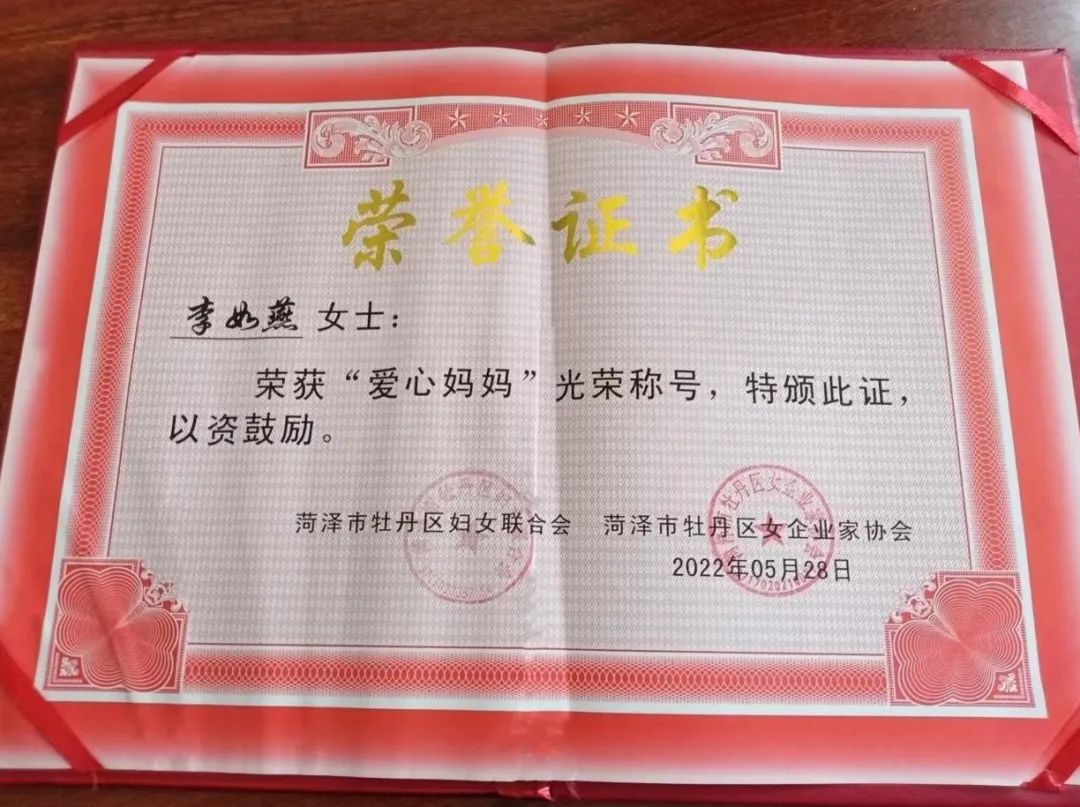 荣誉证书
李如燕 女士：
荣获“爱心妈妈”光荣称号，特颁此证，
以资鼓励。
菏泽市牡丹区妇女联合会 菏泽市牡丹区女企业家协会
2022年05月28日